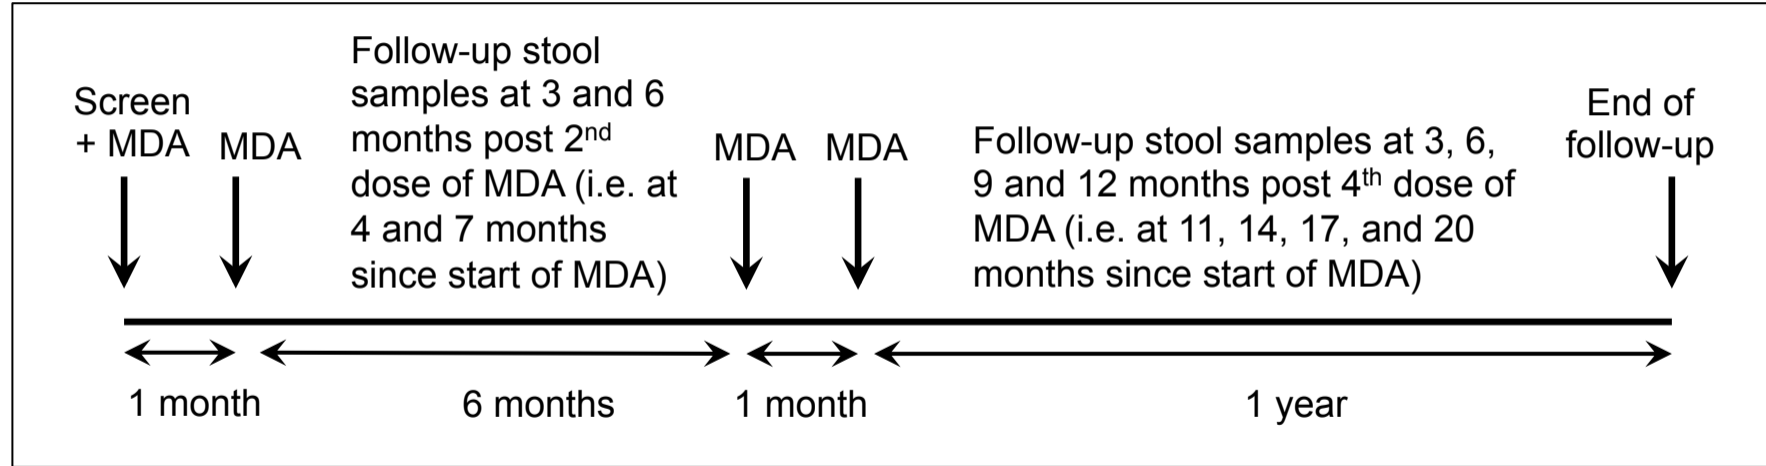 Screen
+ MDA
MDA
Follow-up stool
samples at 3 and 6
months post 2nd
dose of MDA (i.e. at
4 and 7 months
since start of MDA)
MDA
MDA
Follow-up stool samples at 3, 6,
9 and 12 months post 4th dose of
MDA (i.e. at 11, 14, 17, and 20
months since start of MDA)
End of
follow-up
1 month
6 months
1 month
1 year